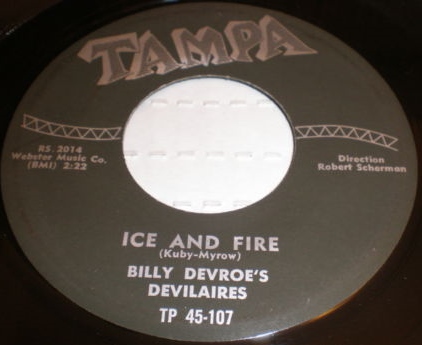 TAMPA
RS. 2014
Webster Music Co.
(BMI) 2:22
Direction
Robert Scherman
ICE AND FIRE
(Kuby-Myrow)
BILLY DEVROE'S
DEVILAIRES
TP 45-107